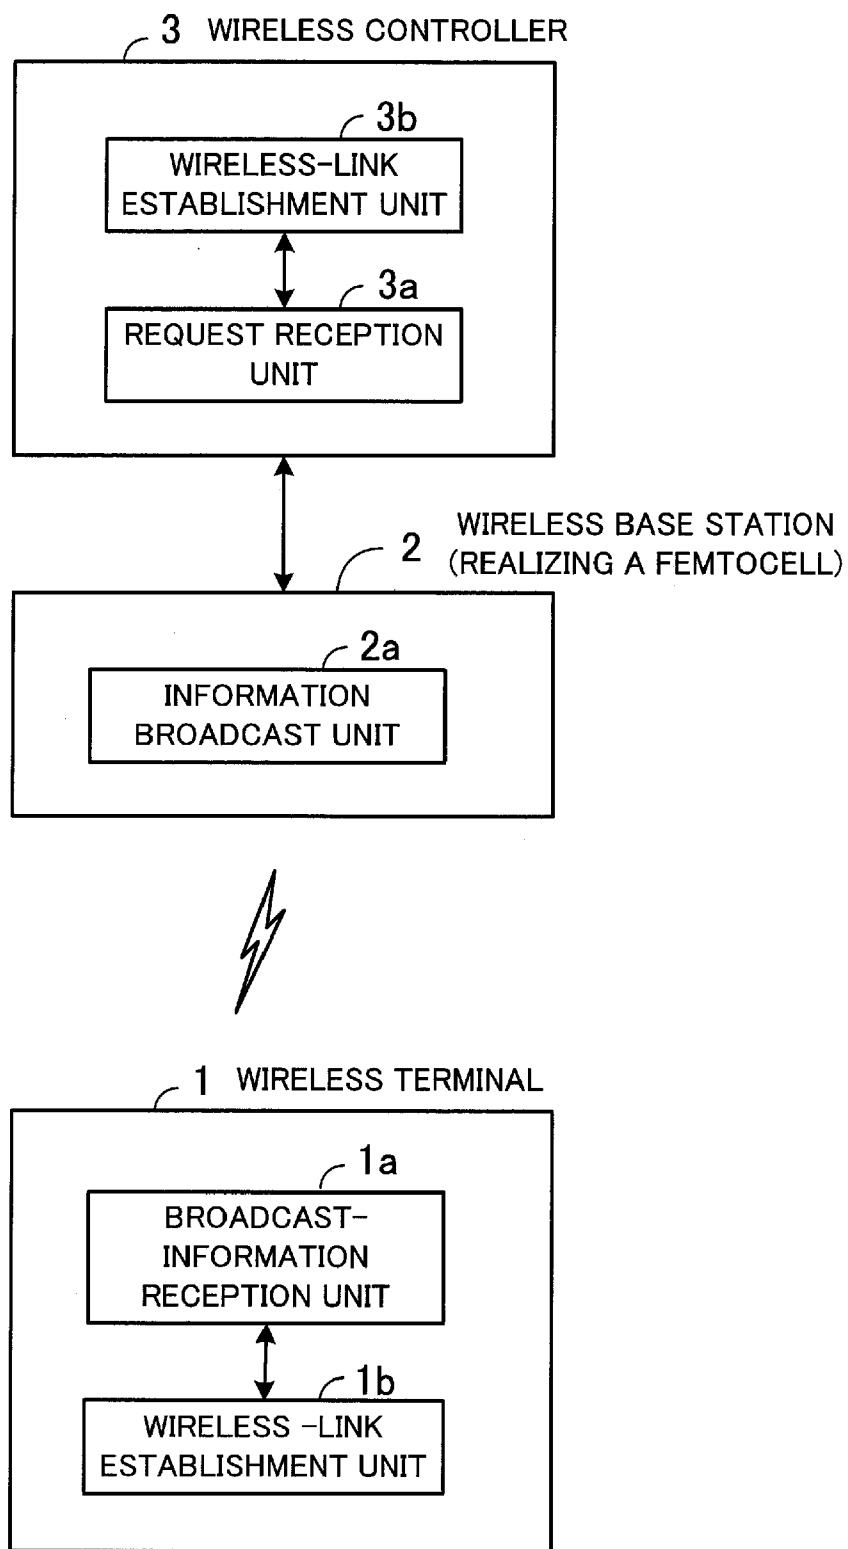 3 WIRELESS CONTROLLER
3b
WIRELESS-LINK
ESTABLISHMENT UNIT
3a
REQUEST RECEPTION
UNIT
WIRELESS BASE STATION
2 (REALIZING A FEMTOCELL)
2a
INFORMATION
BROADCAST UNIT
1 WIRELESS TERMINAL
1a
BROADCAST-
INFORMATION
RECEPTION UNIT
1b
WIRELESS -LINK
ESTABLISHMENT UNIT